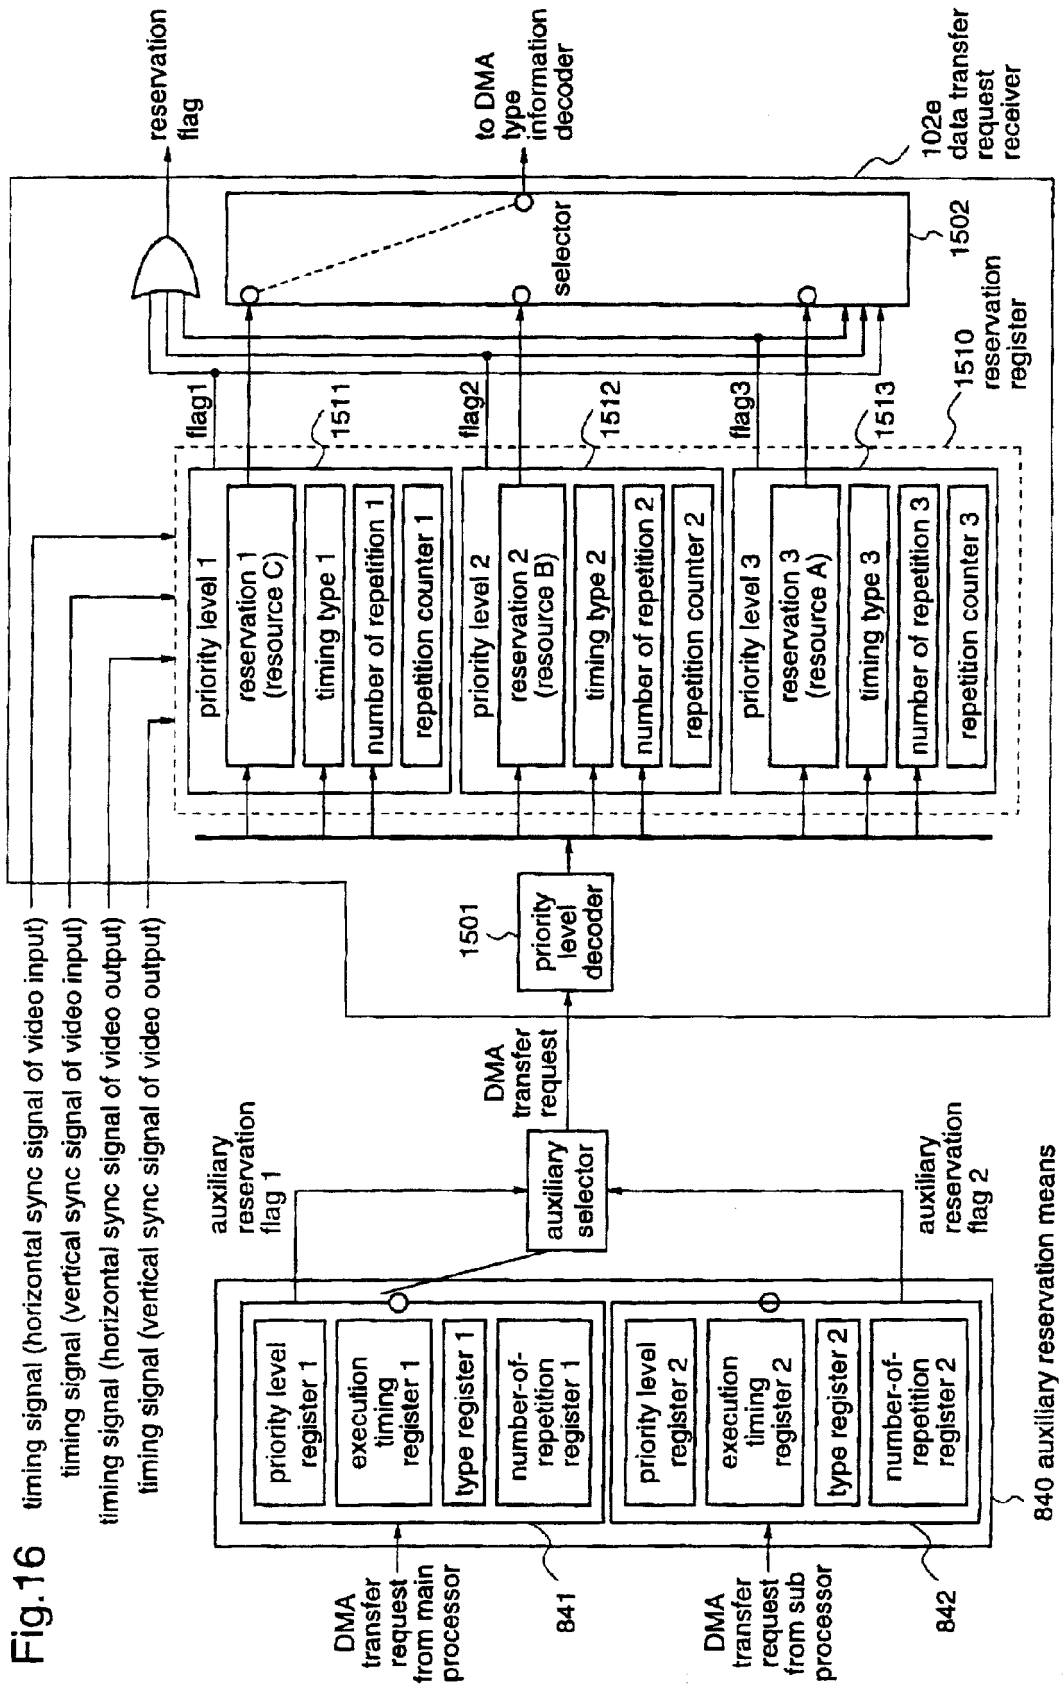 Fig.16
timing signal (horizontal sync signal of video input)
timing signal (vertical sync signal of video input)
timing signal (horizontal sync signal of video output)
timing signal (vertical sync signal of video output)
reservation
flag
to DMA
type
information
decoder
102e
data transfer
request
receiver
selector
1502
1510
reservation
register
flag1
1511
flag2
1512
flag3
1513
priority level 1
reservation 1
(resource C)
timing type 1
number of repetition 1
repetition counter 1
priority level 2
reservation 2
(resource B)
timing type 2
number of repetition 2
repetition counter 2
priority level 3
reservation 3
(resource A)
timing type 3
number of repetition 3
repetition counter 3
1501
priority
level
decoder
DMA
transfer
request
auxiliary
reservation
flag 1
auxiliary
selector
auxiliary
reservation
flag 2
priority level
register 1
execution
timing
register 1
type register 1
number-of-
repetition
register 1
priority level
register 2
execution
timing
register 2
type register 2
number-of-
repetition
register 2
DMA
transfer
request
from main
processor
841
DMA
transfer
request
from sub
processor
842
840 auxiliary reservation means